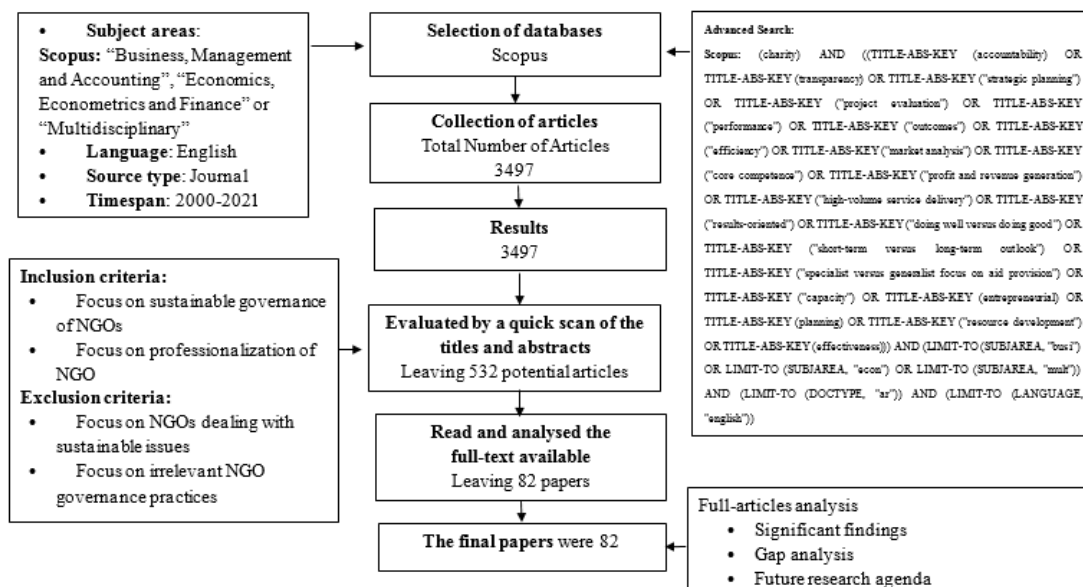 • Subject areas:
Scopus: “Business, Management
and Accounting”, “Economics,
Econometrics and Finance” or
“Multidisciplinary”
• Language: English
• Source type: Journal
• Timespan: 2000-2021
Selection of databases
Scopus
Collection of articles
Total Number of Articles
3497
Results
3497
Inclusion criteria:
• Focus on sustainable governance
of NGOs
• Focus on professionalization of
NGO
Exclusion criteria:
• Focus on NGOs dealing with
sustainable issues
• Focus on irrelevant NGO
governance practices
Evaluated by a quick scan of the
titles and abstracts
Leaving 532 potential articles
Read and analysed the
full-text available
Leaving 82 papers
The final papers were 82
Advanced Search:
Scopus: (charity) AND ((TITLE-ABS-KEY (accountability) OR
TITLE-ABS-KEY (transparency) OR TITLE-ABS-KEY ("strategic planning")
OR TITLE-ABS-KEY ("project evaluation") OR TITLE-ABS-KEY
("performance") OR TITLE-ABS-KEY ("outcomes") OR TITLE-ABS-KEY
("efficiency") OR TITLE-ABS-KEY ("market analysis") OR TITLE-ABS-KEY
("core competence") OR TITLE-ABS-KEY ("profit and revenue generation")
OR TITLE-ABS-KEY ("high-volume service delivery") OR TITLE-ABS-KEY
("results-oriented") OR TITLE-ABS-KEY ("doing well versus doing good") OR
TITLE-ABS-KEY ("short-term versus long-term outlook") OR
TITLE-ABS-KEY ("specialist versus generalist focus on aid provision") OR
TITLE-ABS-KEY ("capacity") OR TITLE-ABS-KEY (entrepreneurial) OR
TITLE-ABS-KEY (planning) OR TITLE-ABS-KEY ("resource development")
OR TITLE-ABS-KEY (effectiveness))) AND (LIMIT-TO (SUBJAREA, "busi")
OR LIMIT-TO (SUBJAREA, "econ") OR LIMIT-TO (SUBJAREA, "mult"))
AND (LIMIT-TO (DOCTYPE, "ar")) AND (LIMIT-TO (LANGUAGE,
"english"))
Full-articles analysis
• Significant findings
• Gap analysis
• Future research agenda